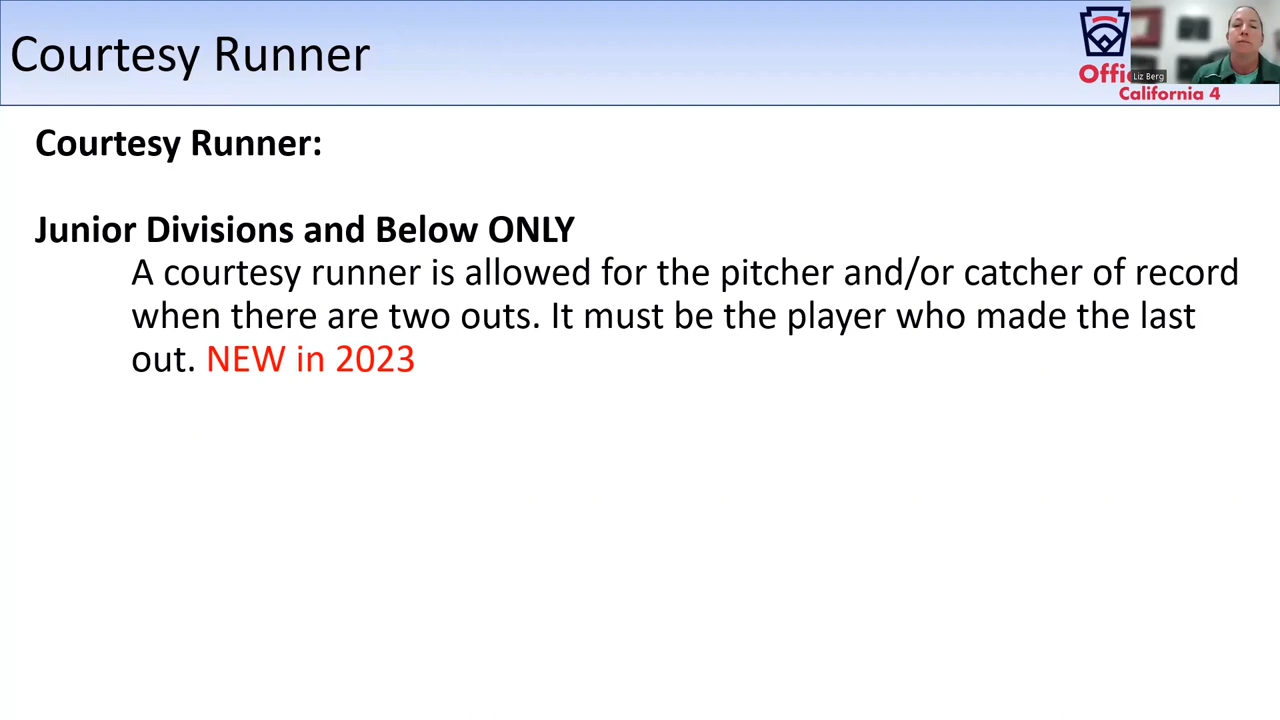 Courtesy Runner
Liz Berg
California 4
Courtesy Runner:
Junior Divisions and Below ONLY
A courtesy runner is allowed for the pitcher and/or catcher of record
when there are two outs. It must be the player who made the last
out. NEW in 2023